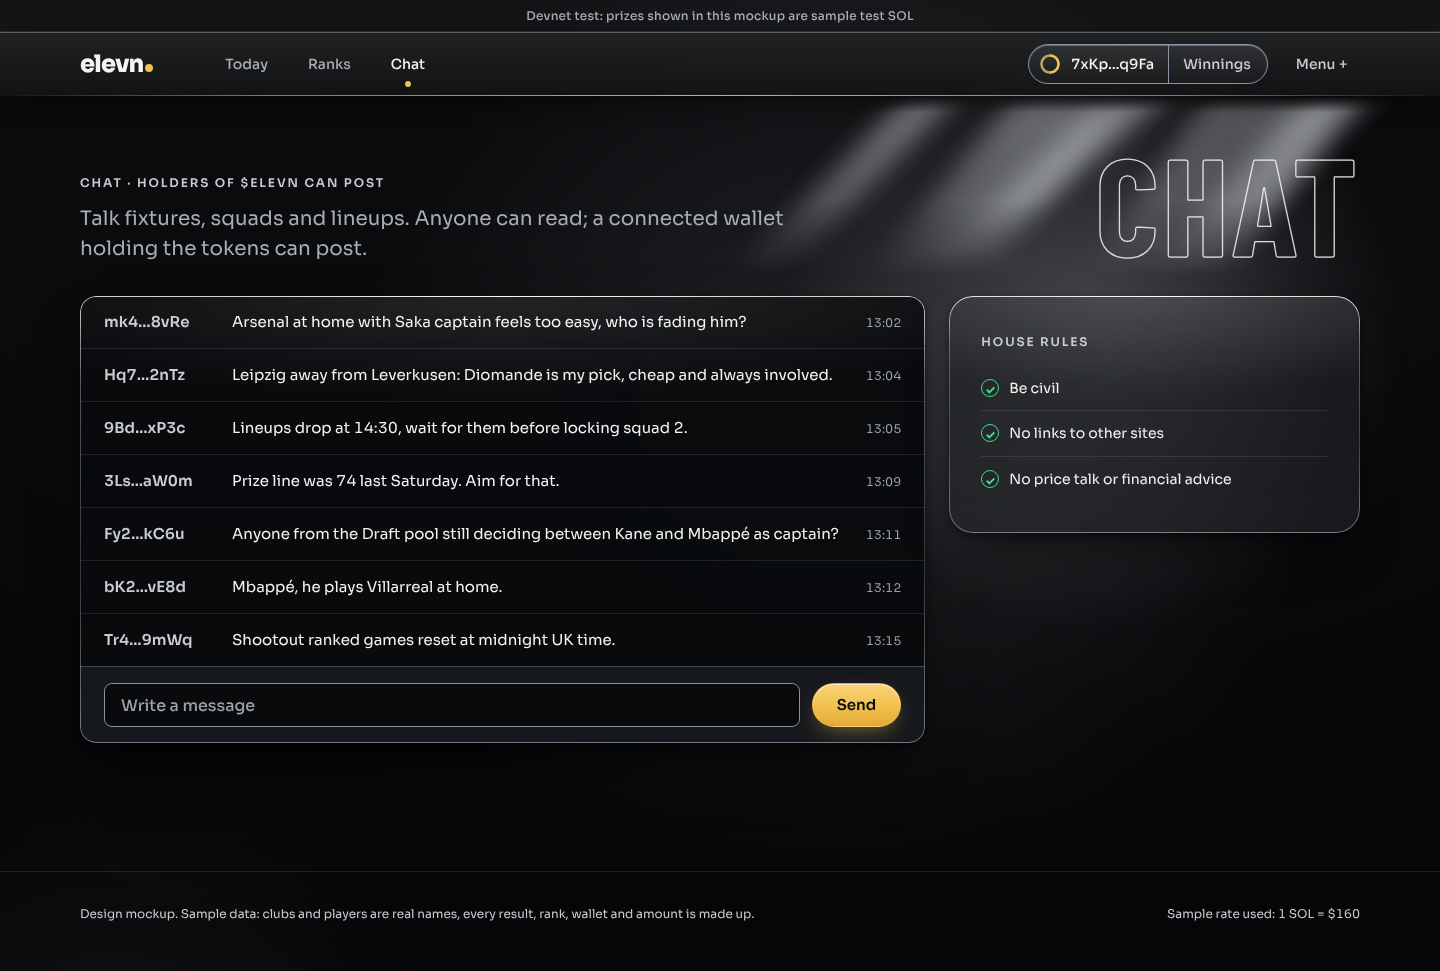 Devnet test: prizes shown in this mockup are sample test SOL
elevn.
Today
Ranks
Chat
7xKp...q9Fa
Winnings
Menu +
CHAT · HOLDERS OF $ELEVN CAN POST
Talk fixtures, squads and lineups. Anyone can read; a connected wallet
holding the tokens can post.
CHAT
mk4...8vRe Arsenal at home with Saka captain feels too easy, who is fading him? 13:02
Hq7...2nTz Leipzig away from Leverkusen: Diomande is my pick, cheap and always involved. 13:04
9Bd...xP3c Lineups drop at 14:30, wait for them before locking squad 2. 13:05
3Ls...aW0m Prize line was 74 last Saturday. Aim for that. 13:09
Fy2...kC6u Anyone from the Draft pool still deciding between Kane and Mbappé as captain? 13:11
bK2...vE8d Mbappé, he plays Villarreal at home. 13:12
Tr4...9mWq Shootout ranked games reset at midnight UK time. 13:15
Write a message
Send
HOUSE RULES
Be civil
No links to other sites
No price talk or financial advice
Design mockup. Sample data: clubs and players are real names, every result, rank, wallet and amount is made up.
Sample rate used: 1 SOL = $160